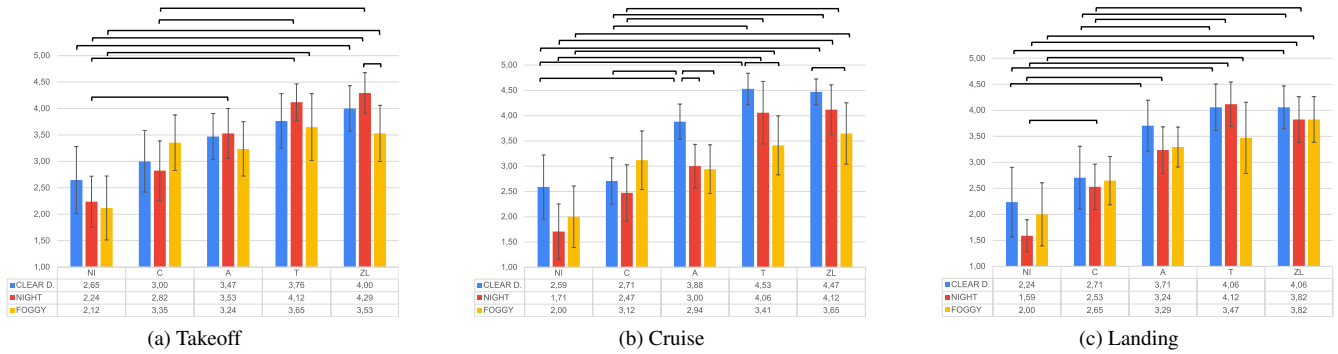 5,00
4,50
4,00
3,50
3,00
2,50
2,00
1,50
1,00
NI C A T ZL
CLEAR D. 2,65 3,00 3,47 3,76 4,00
NIGHT 2,24 2,82 3,53 4,12 4,29
FOGGY 2,12 3,35 3,24 3,65 3,53
(a) Takeoff
5,00
4,50
4,00
3,50
3,00
2,50
2,00
1,50
1,00
NI C A T ZL
CLEAR D. 2,59 2,71 3,88 4,53 4,47
NIGHT 1,71 2,47 3,00 4,06 4,12
FOGGY 2,00 3,12 2,94 3,41 3,65
(b) Cruise
5,00
4,50
4,00
3,50
3,00
2,50
2,00
1,50
1,00
NI C A T ZL
CLEAR D. 2,24 2,71 3,71 4,06 4,06
NIGHT 1,59 2,53 3,24 4,12 3,82
FOGGY 2,00 2,65 3,29 3,47 3,82
(c) Landing